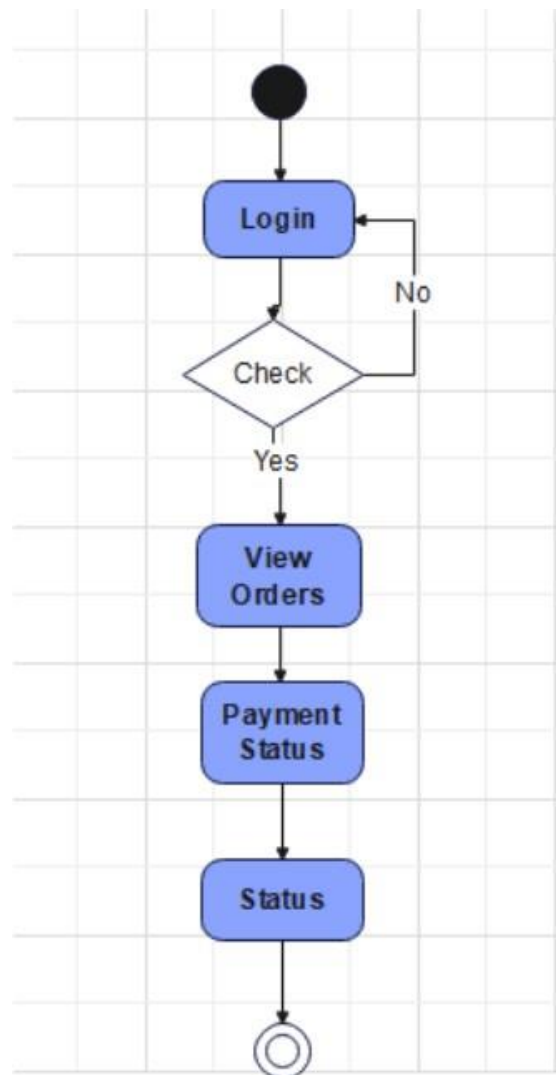 Login
No
Check
Yes
View
Orders
Payment
Status
Status